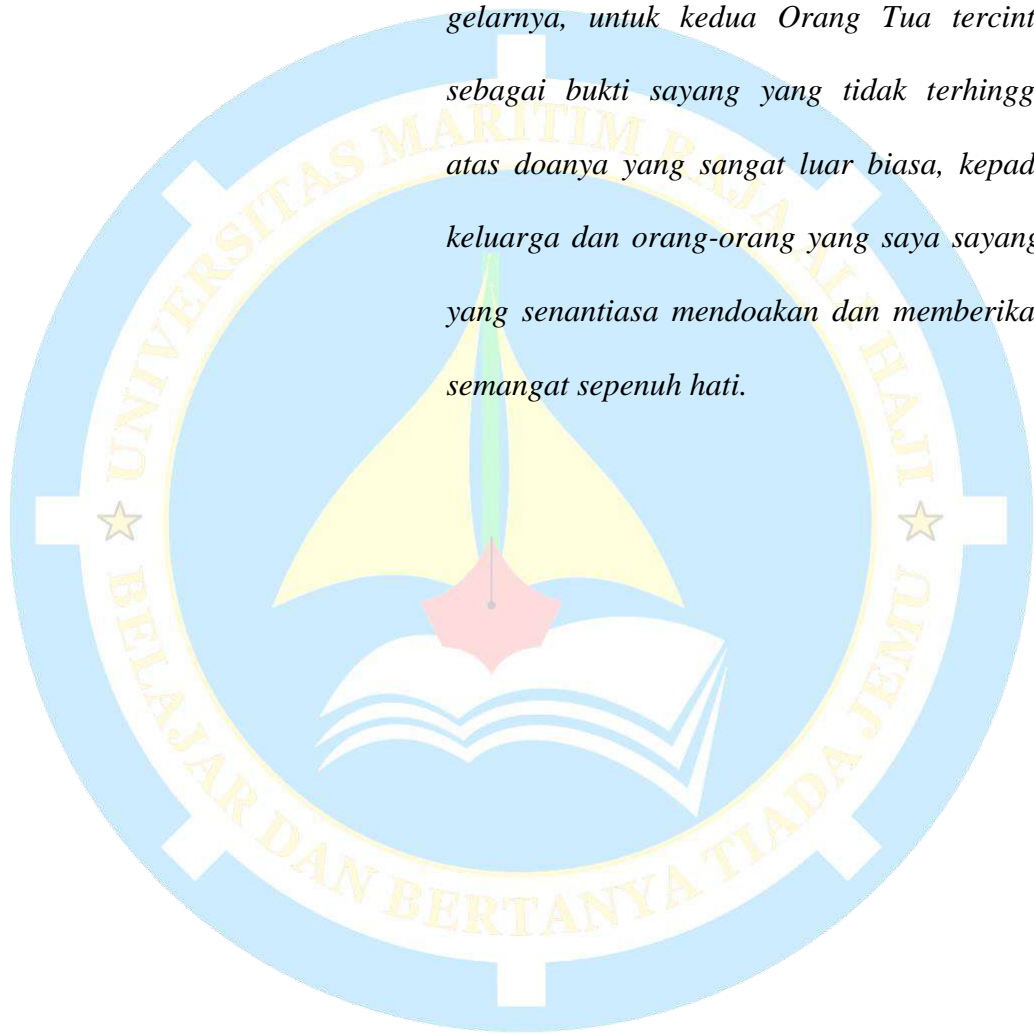 gelarnya, untuk kedua Orang Tua tercint
sebagai bukti sayang yang tidak terhingg
atas doanya yang sangat luar biasa, kepad
keluarga dan orang-orang yang saya sayang
yang senantiasa mendoakan dan memberika
semangat sepenuh hati.
UNIVERSITAS MARITIM RAJA ALI HAJI
BELAJAR DAN BERTANYA TIADA JEMU